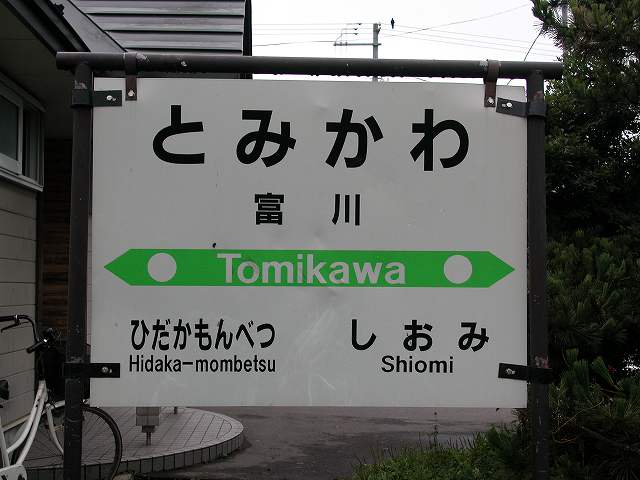 とみかわ
富川
Tomikawa
ひだかもんべつ しおみ
Hidaka-mombetsu Shiomi